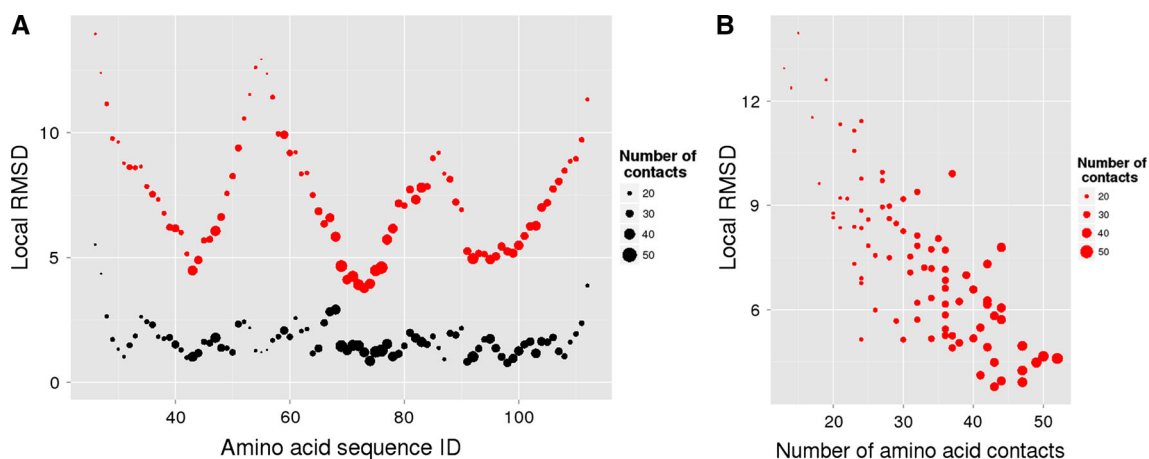 A
Local RMSD
10
5
0
40
60
80
100
Amino acid sequence ID
Number of
contacts
20
30
40
50
B
Local RMSD
12
9
6
20
30
40
50
Number of amino acid contacts
Number of
contacts
20
30
40
50